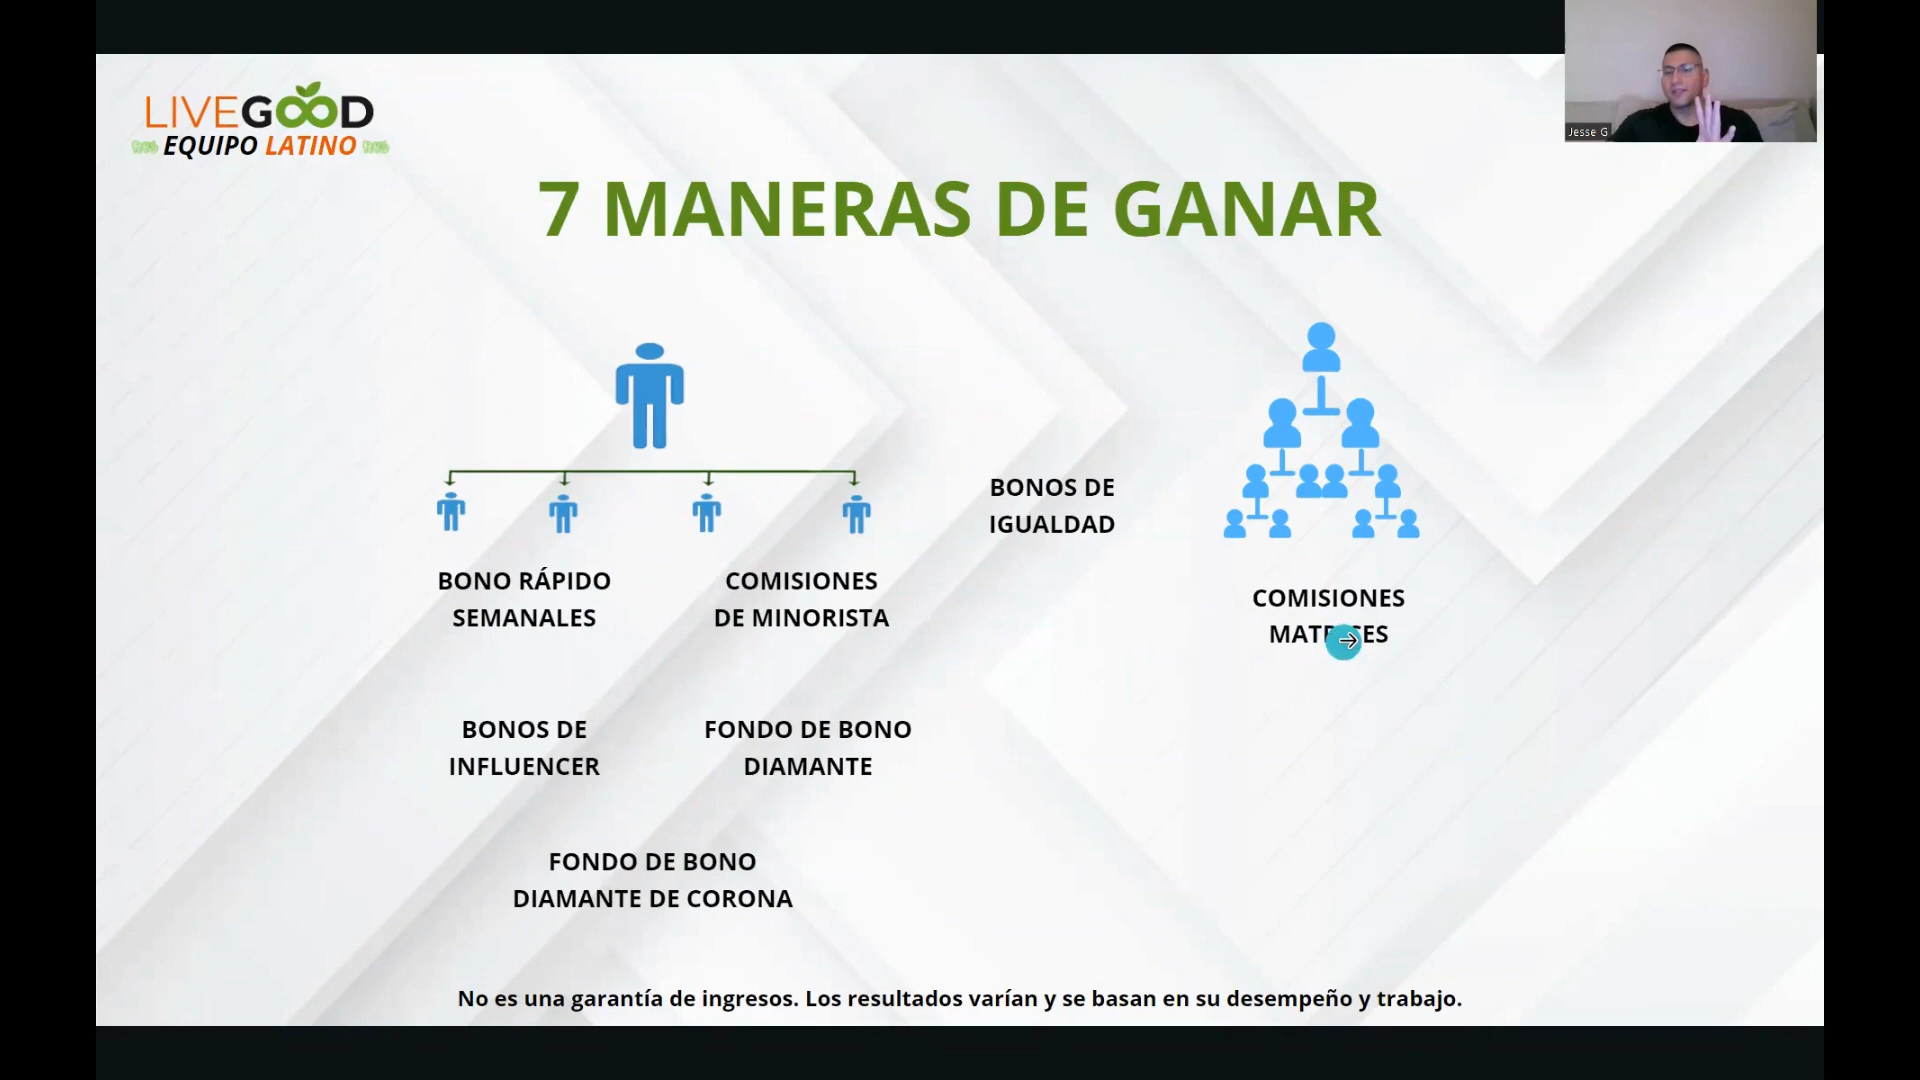 LIVEGOOD
EQUIPO LATINO
Jesse G
7 MANERAS DE GANAR
BONO RÁPIDO
SEMANALES
COMISIONES
DE MINORISTA
BONOS DE
IGUALDAD
COMISIONES
BONOS DE
INFLUENCER
FONDO DE BONO
DIAMANTE
FONDO DE BONO
DIAMANTE DE CORONA
No es una garantía de ingresos. Los resultados varían y se basan en su desempeño y trabajo.